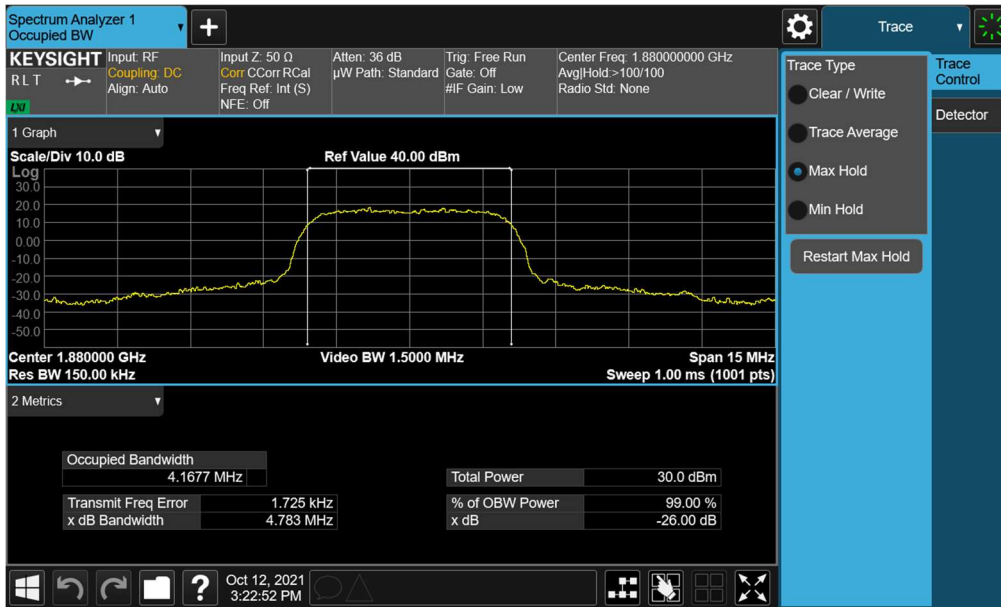 Spectrum Analyzer 1
Occupied BW
Trace
KEYSIGHT
R L T
LXI
Input: RF
Coupling: DC
Align: Auto
Input Z: 50 Ω
Corr CCorr RCal
Freq Ref: Int (S)
NFE: Off
Atten: 36 dB
µW Path: Standard
Trig: Free Run
Gate: Off
#IF Gain: Low
Center Freq: 1.880000000 GHz
Avg|Hold:>100/100
Radio Std: None
1 Graph
Scale/Div 10.0 dB
Ref Value 40.00 dBm
Log
30.0
20.0
10.0
0.00
-10.0
-20.0
-30.0
-40.0
-50.0
Center 1.880000 GHz
Video BW 1.5000 MHz
Span 15 MHz
Res BW 150.00 kHz
Sweep 1.00 ms (1001 pts)
2 Metrics
Occupied Bandwidth
4.1677 MHz
Total Power 30.0 dBm
Transmit Freq Error 1.725 kHz
% of OBW Power 99.00 %
x dB Bandwidth 4.783 MHz
x dB -26.00 dB
Trace Type
Clear / Write
Trace Average
Max Hold
Min Hold
Restart Max Hold
Trace
Control
Detector
?
Oct 12, 2021
3:22:52 PM